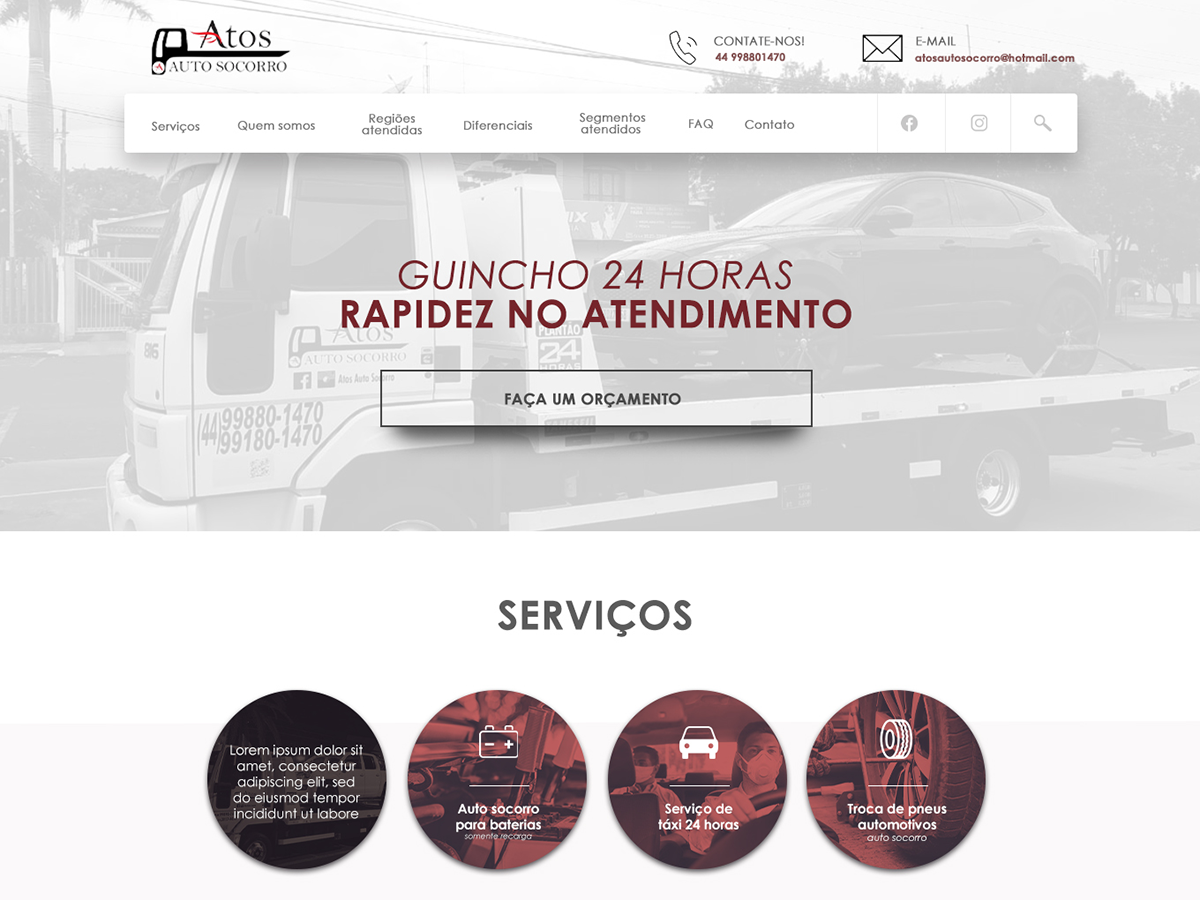 Atos
AUTO SOCORRO
CONTATE-NOS!
44 998801470
E-MAIL
atosautosocorro@hotmail.com
Serviços
Quem somos
Regiões
atendidas
Diferenciais
Segmentos
atendidos
FAQ
Contato
GUINCHO 24 HORAS
RAPIDEZ NO ATENDIMENTO
PLANTÃO
24
HORAS
816
Atos
AUTO SOCORRO
Atos Auto Socorro
FAÇA UM ORÇAMENTO
(44)99880-1470
99180-1470
SERVIÇOS
Lorem ipsum dolor sit
amet, consectetur
adipiscing elit, sed
do eiusmod tempor
incididunt ut labore
Auto socorro
para baterias
somente recarga
Serviço de
táxi 24 horas
Troca de pneus
automotivos
auto socorro